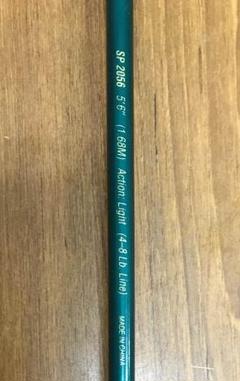 SP 2056 5'6" (1.68M) Action: Light (4-8 Lb. Line) MADE IN CHINA